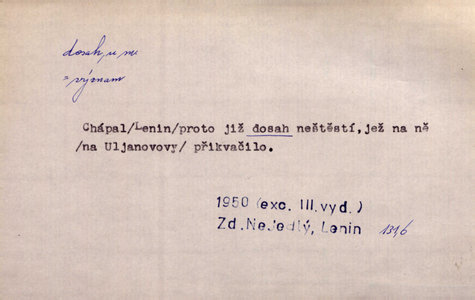 dosah, u, m
= význam
Chápal/Lenin/proto již dosah neštěstí, jež na ně
/na Uljanovovy/ přikvačilo.
1950 (exc. III. vyd.)
Zd. Nejedlý, Lenin 1316